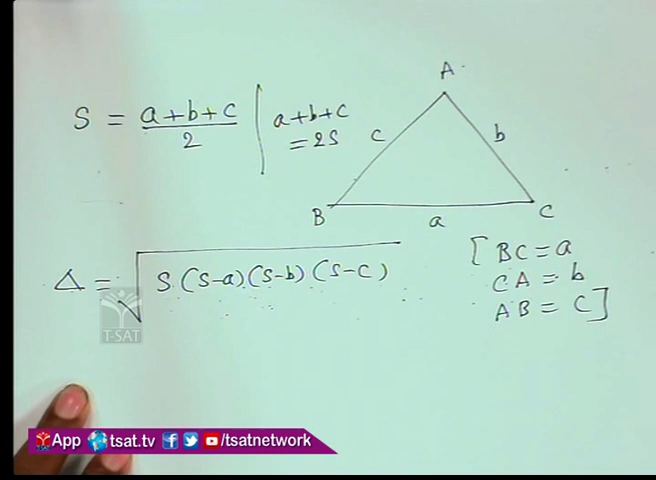 A
S = a+b+c / 2 | a+b+c = 2S
c
b
B
a
C
Δ = √ S (S-a) (S-b) (S-c)
[BC = a
CA = b
AB = C]
T-SAT
App tsat.tv /tsatnetwork